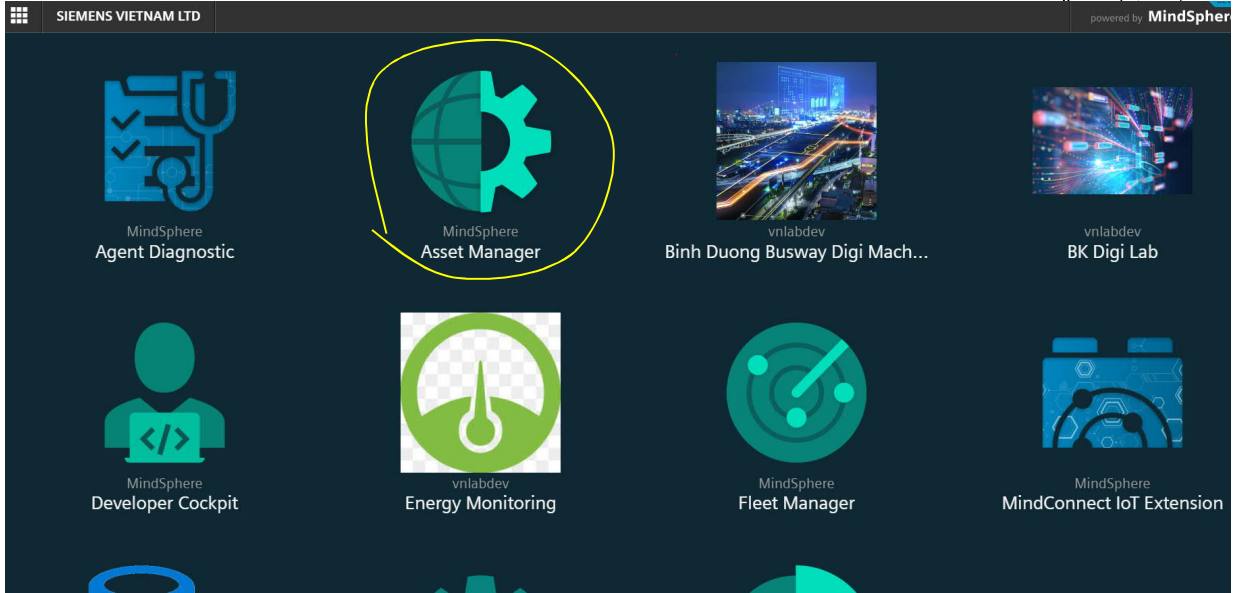 SIEMENS VIETNAM LTD
powered by MindSphere
MindSphere
Agent Diagnostic
MindSphere
Asset Manager
vnlabdev
Binh Duong Busway Digi Mach...
vnlabdev
BK Digi Lab
</>
MindSphere
Developer Cockpit
vnlabdev
Energy Monitoring
MindSphere
Fleet Manager
MindSphere
MindConnect IoT Extension